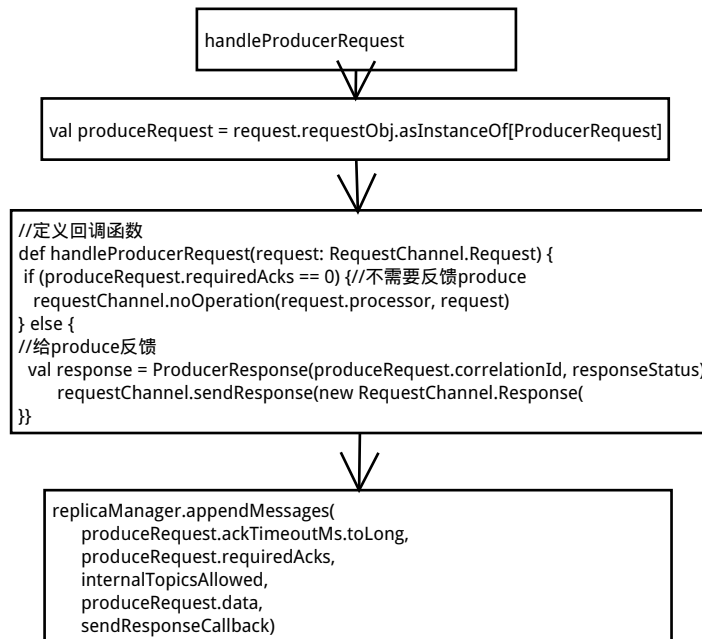 handleProducerRequest
val produceRequest = request.requestObj.asInstanceOf[ProducerRequest]
//定义回调函数
def handleProducerRequest(request: RequestChannel.Request) {
if (produceRequest.requiredAcks == 0) {//不需要反馈produce
requestChannel.noOperation(request.processor, request)
} else {
//给produce反馈
val response = ProducerResponse(produceRequest.correlationId, responseStatus)
requestChannel.sendResponse(new RequestChannel.Response(
}}
replicaManager.appendMessages(
produceRequest.ackTimeoutMs.toLong,
produceRequest.requiredAcks,
internalTopicsAllowed,
produceRequest.data,
sendResponseCallback)